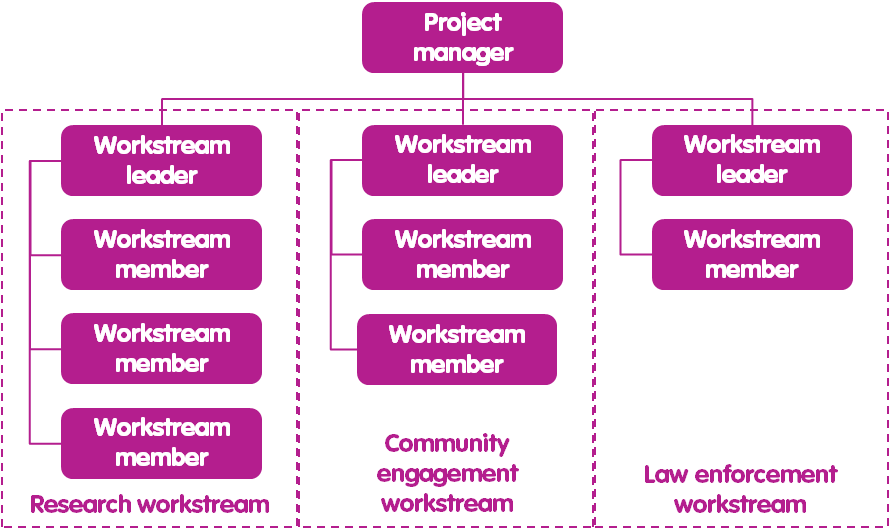 Project
manager
Workstream
leader
Workstream
member
Workstream
member
Workstream
member
Research workstream
Workstream
leader
Workstream
member
Workstream
member
Community
engagement
workstream
Workstream
leader
Workstream
member
Law enforcement
workstream